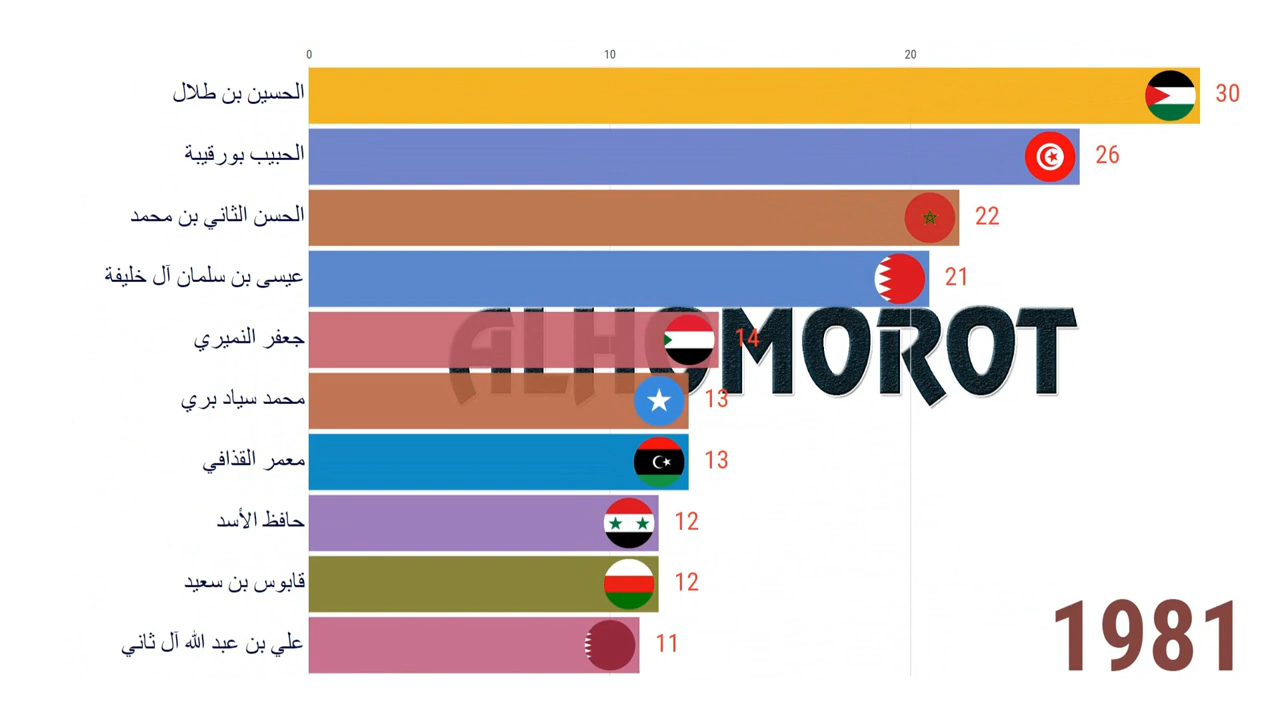 0 10 20
الحسين بن طلال 30
الحبيب بورقيبة 26
الحسن الثاني بن محمد 22
عيسى بن سلمان آل خليفة 21
جعفر النميري 14
ALHOMOROT
محمد سياد بري 13
معمر القذافي 13
حافظ الأسد 12
قابوس بن سعيد 12
علي بن عبد الله آل ثاني 11
1981